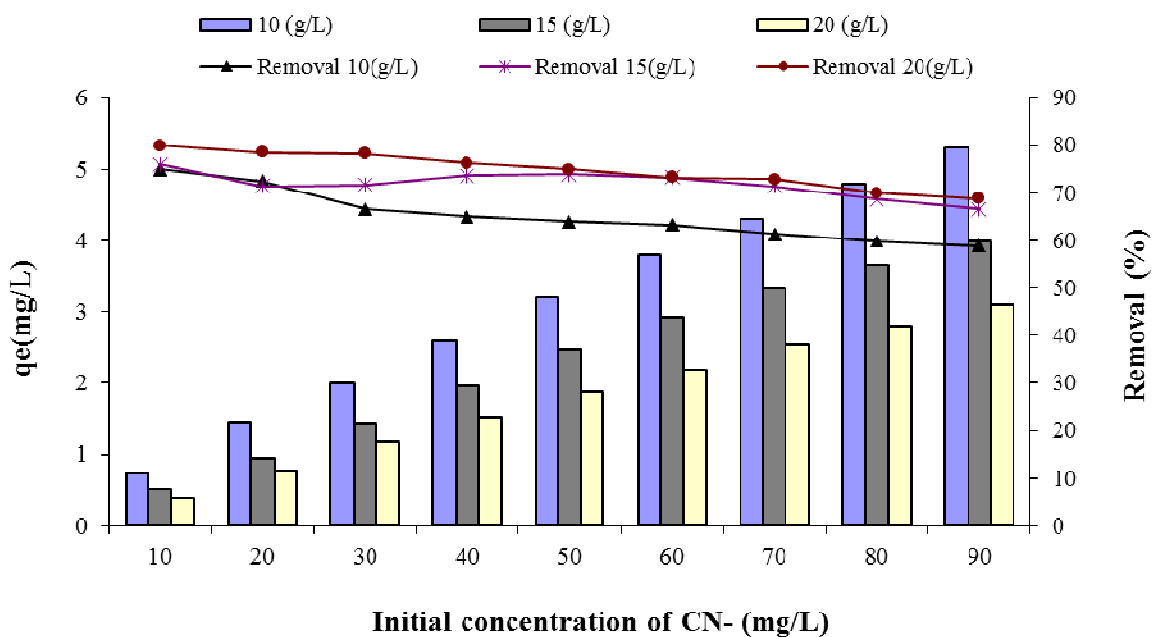 10 (g/L) 15 (g/L) 20 (g/L)
Removal 10(g/L) Removal 15(g/L) Removal 20(g/L)
6 90
80
5 70
60
4 50
3 40
2 30
20
1 10
0 0
qe(mg/L)
Removal (%)
10 20 30 40 50 60 70 80 90
Initial concentration of CN- (mg/L)